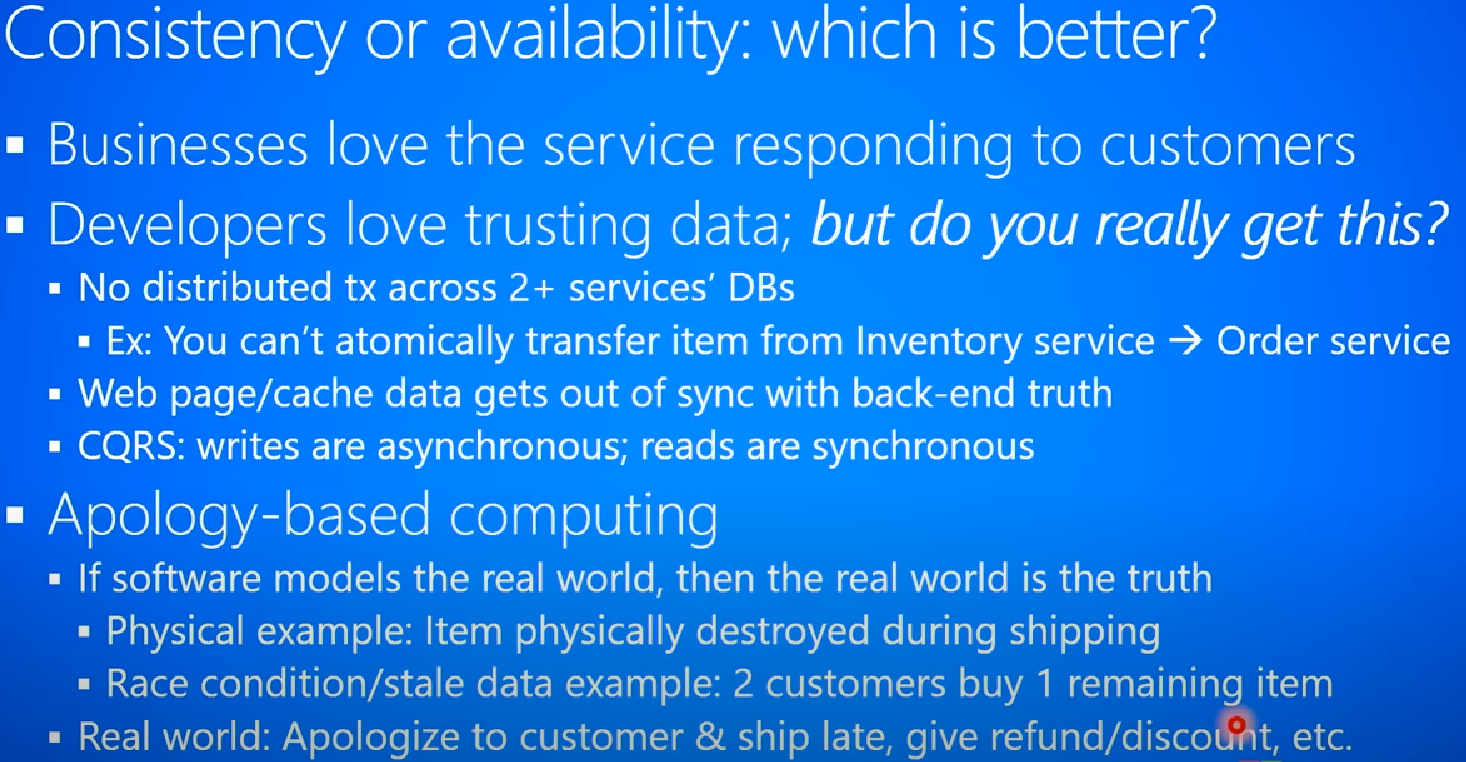 Consistency or availability: which is better?
▪ Businesses love the service responding to customers
▪ Developers love trusting data; but do you really get this?
▪ No distributed tx across 2+ services’ DBs
▪ Ex: You can’t atomically transfer item from Inventory service → Order service
▪ Web page/cache data gets out of sync with back-end truth
▪ CQRS: writes are asynchronous; reads are synchronous
▪ Apology-based computing
▪ If software models the real world, then the real world is the truth
▪ Physical example: Item physically destroyed during shipping
▪ Race condition/stale data example: 2 customers buy 1 remaining item
▪ Real world: Apologize to customer & ship late, give refund/discount, etc.